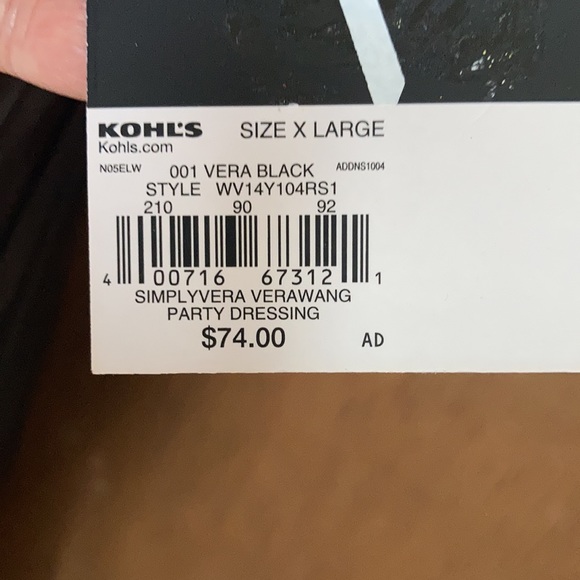 KOHL'S SIZE X LARGE
Kohls.com
N05ELW 001 VERA BLACK ADDNS1004
STYLE WV14Y104RS1
210 90 92
4 00716 67312 1
SIMPLYVERA VERAWANG
PARTY DRESSING
$74.00 AD